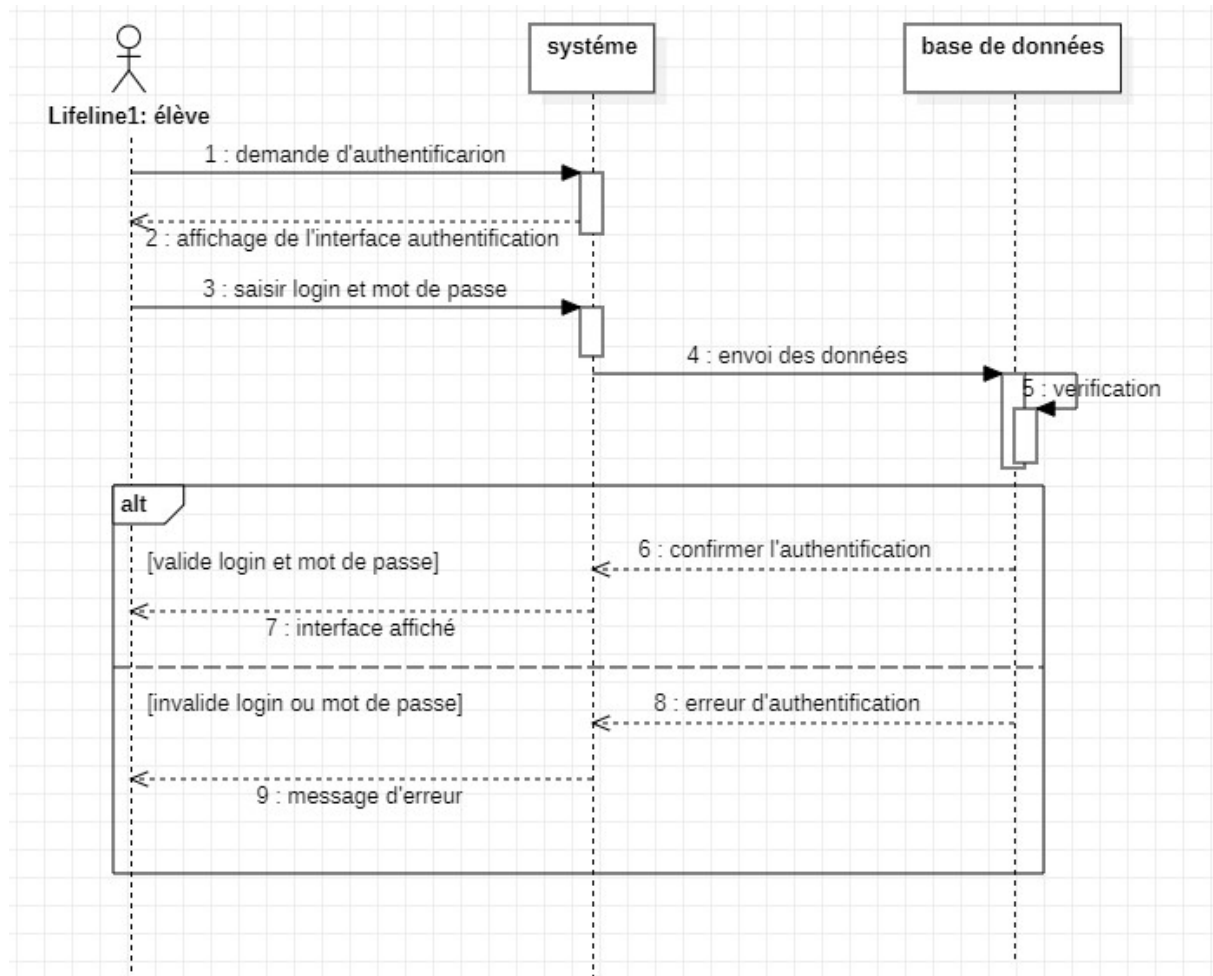 systéme
base de données
Lifeline1: élève
1 : demande d'authentificarion
2 : affichage de l'interface authentification
3 : saisir login et mot de passe
4 : envoi des données
5 : verification
alt
[valide login et mot de passe]
6 : confirmer l'authentification
7 : interface affiché
[invalide login ou mot de passe]
8 : erreur d'authentification
9 : message d'erreur